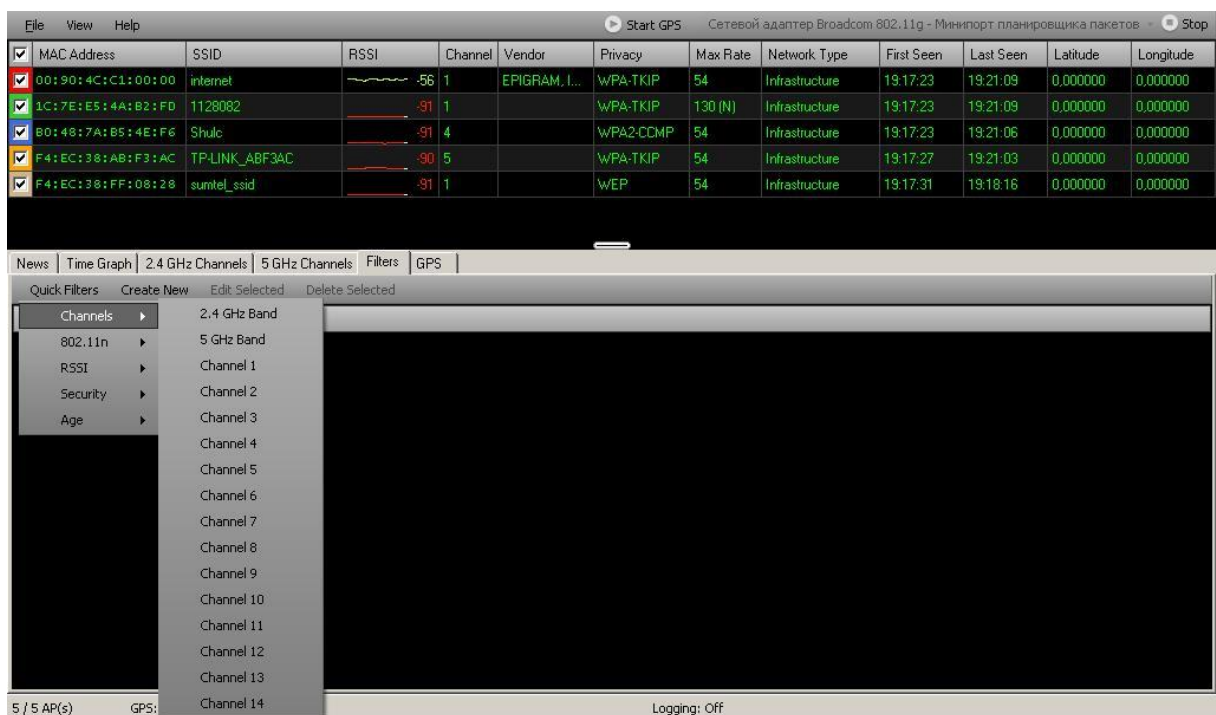 File View Help Start GPS Сетевой адаптер Broadcom 802.11g - Минипорт планировщика пакетов Stop
MAC Address SSID RSSI Channel Vendor Privacy Max Rate Network Type First Seen Last Seen Latitude Longitude
00:90:4C:C1:00:00 internet -56 1 EPIGRAM, I... WPA-TKIP 54 Infrastructure 19:17:23 19:21:09 0,000000 0,000000
1C:7E:E5:4A:B2:FD 1128082 -91 1 WPA-TKIP 130 (N) Infrastructure 19:17:23 19:21:09 0,000000 0,000000
B0:48:7A:B5:4E:F6 Shulc -91 4 WPA2-CCMP 54 Infrastructure 19:17:23 19:21:06 0,000000 0,000000
F4:EC:38:AB:F3:AC TP-LINK_ABF3AC -90 5 WPA-TKIP 54 Infrastructure 19:17:27 19:21:03 0,000000 0,000000
F4:EC:38:FF:08:28 sumtel_ssid -91 1 WEP 54 Infrastructure 19:17:31 19:18:16 0,000000 0,000000
News Time Graph 2.4 GHz Channels 5 GHz Channels Filters GPS
Quick Filters Create New Edit Selected Delete Selected
Channels
802.11n
RSSI
Security
Age
2.4 GHz Band
5 GHz Band
Channel 1
Channel 2
Channel 3
Channel 4
Channel 5
Channel 6
Channel 7
Channel 8
Channel 9
Channel 10
Channel 11
Channel 12
Channel 13
Channel 14
5 / 5 AP(s) GPS: Logging: Off